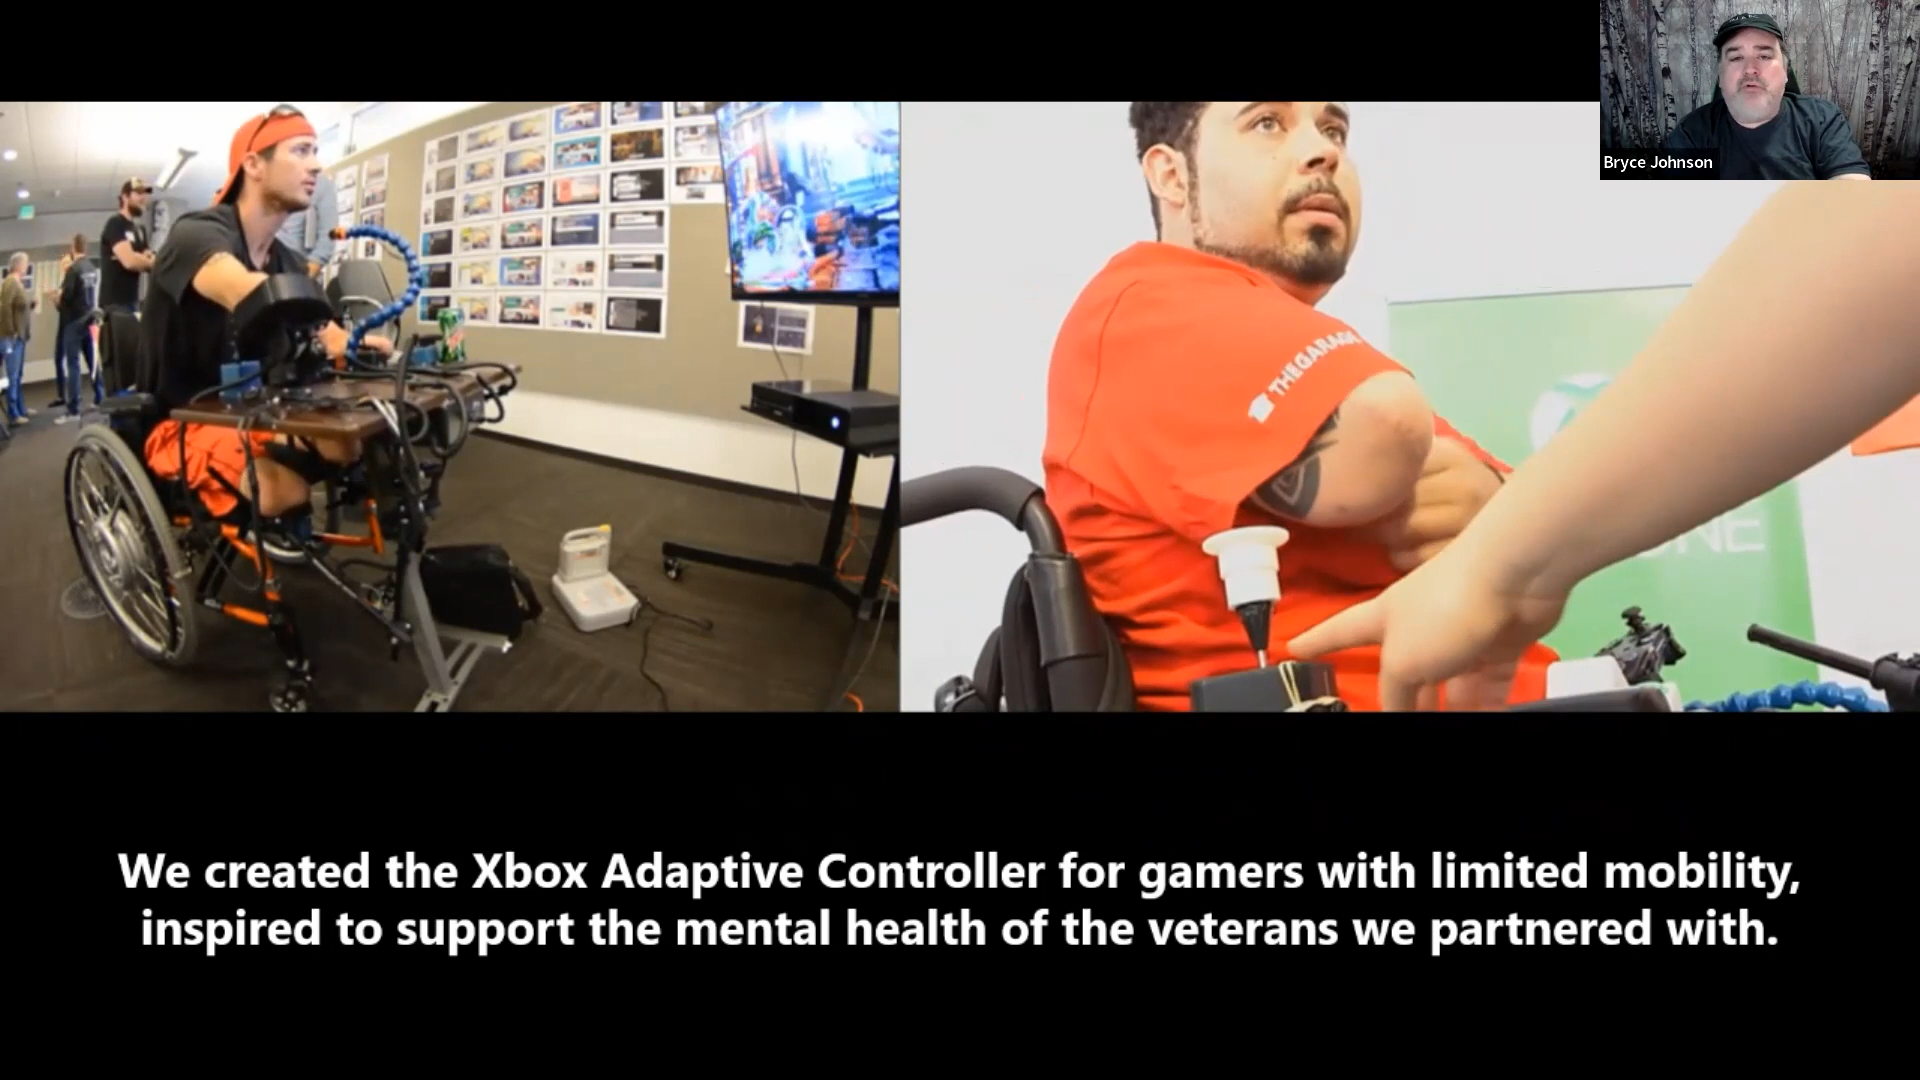 Bryce Johnson
THEGARAGE
NE
We created the Xbox Adaptive Controller for gamers with limited mobility,
inspired to support the mental health of the veterans we partnered with.